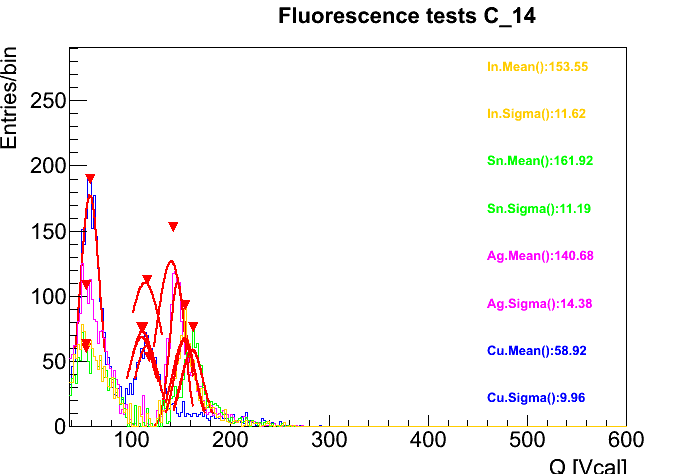 Fluorescence tests C_14
Entries/bin
250
200
150
100
50
0
In.Mean():153.55
In.Sigma():11.62
Sn.Mean():161.92
Sn.Sigma():11.19
Ag.Mean():140.68
Ag.Sigma():14.38
Cu.Mean():58.92
Cu.Sigma():9.96
100 200 300 400 500 600
Q [Vcal]